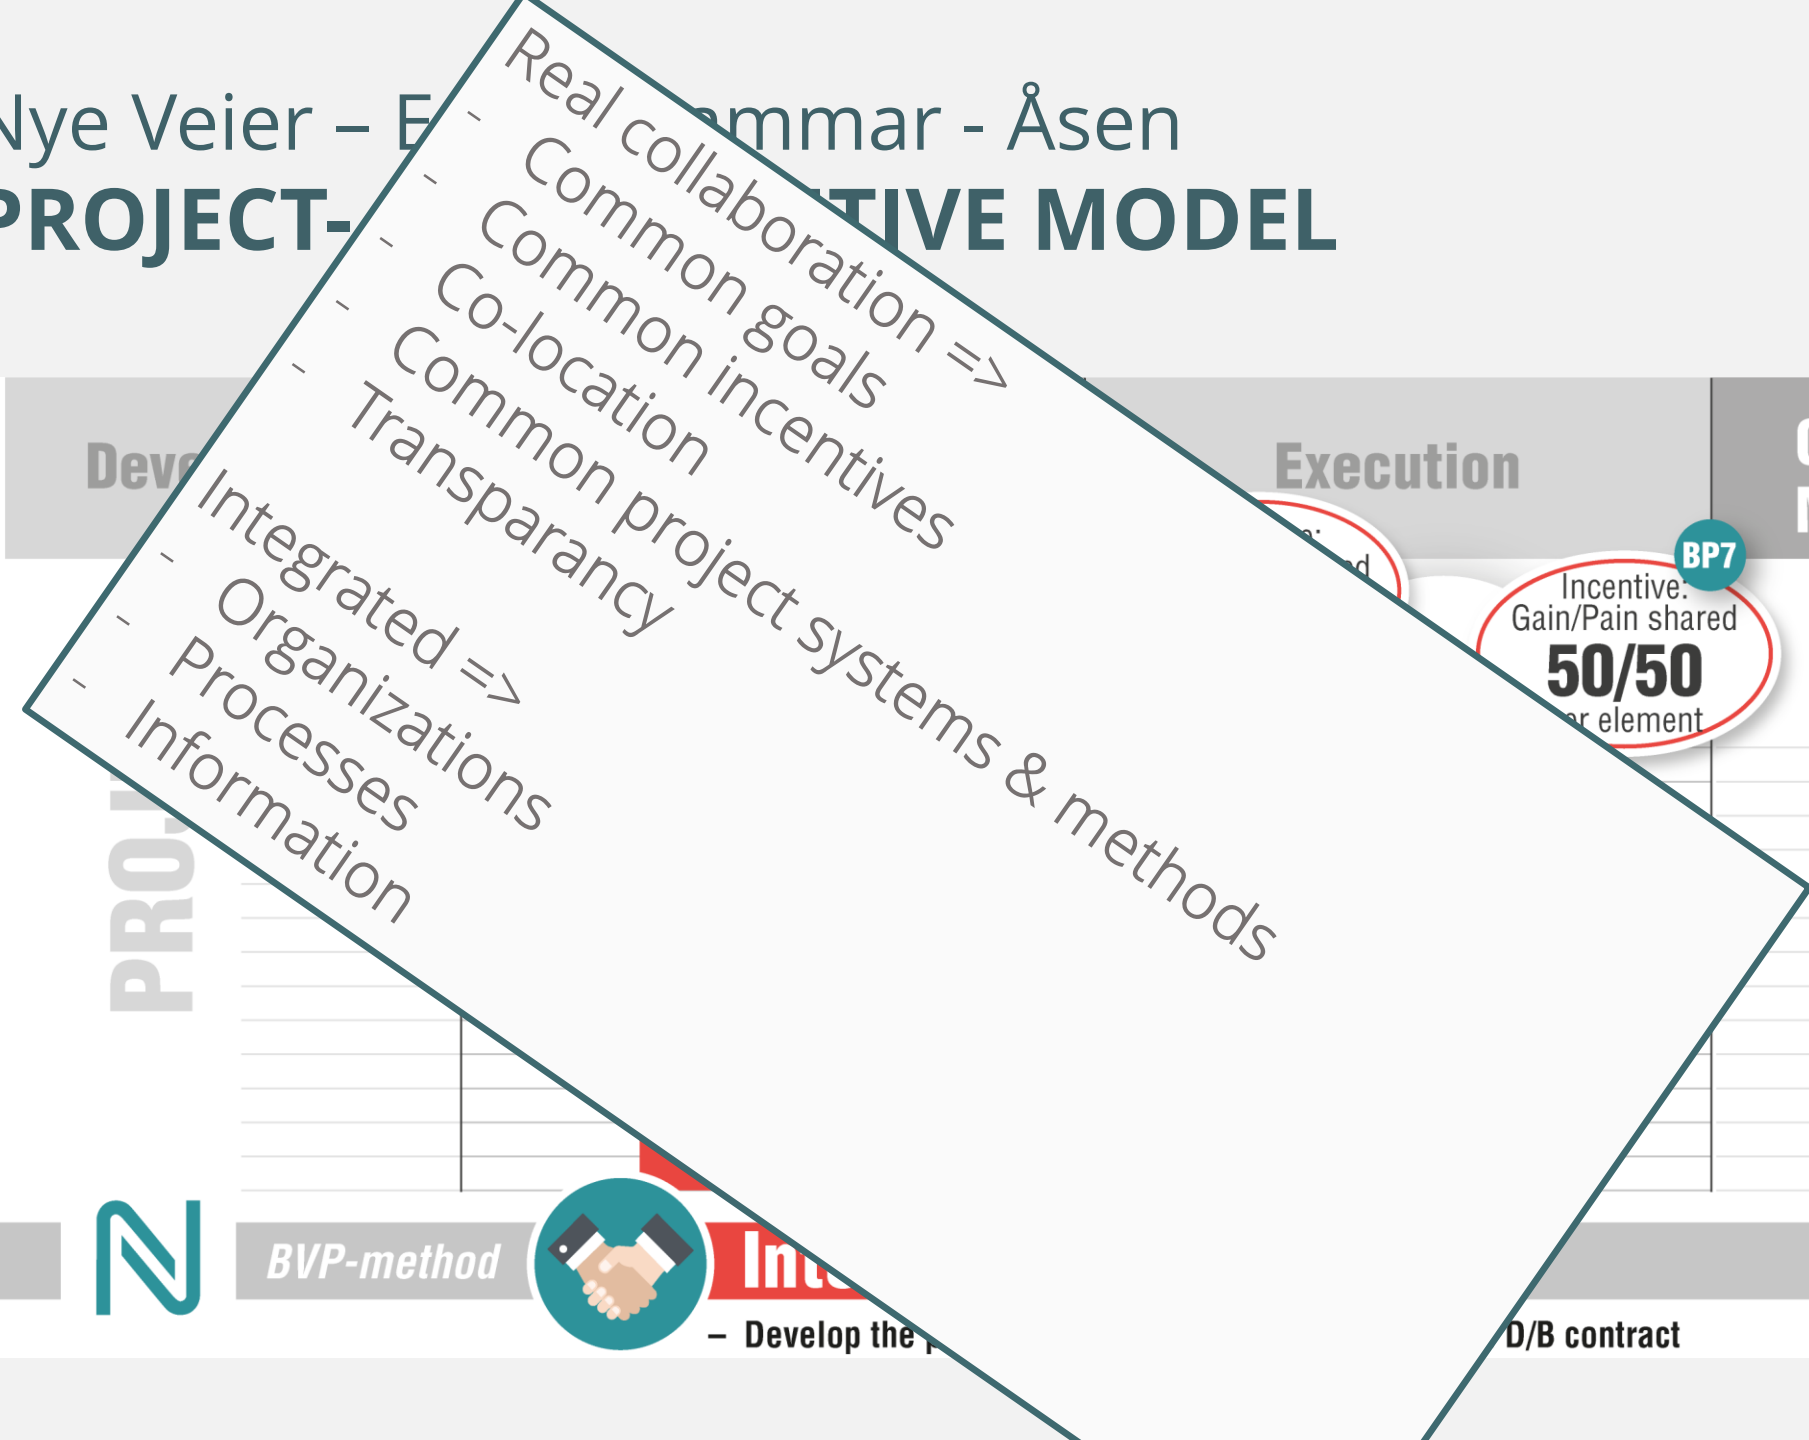 Nye Veier – E ammar - Åsen
PROJECT- TIVE MODEL
Real collaboration =>
- Common goals
- Common incentives
- Co-location
- Common project systems & methods
- Transparancy
Integrated =>
- Organizations
- Processes
- Information
Execution
BP7
Incentive:
Gain/Pain shared
50/50
element
BVP-method
– Develop the
D/B contract